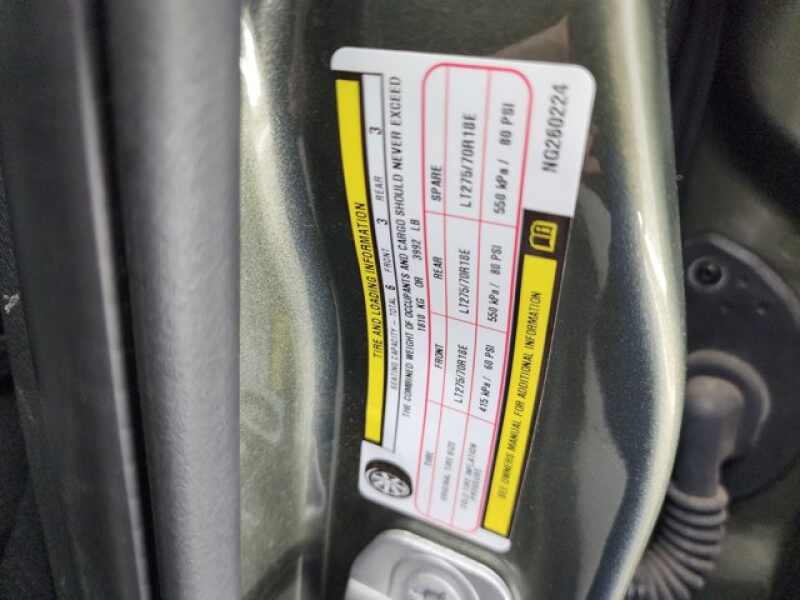 TIRE AND LOADING INFORMATION
SEATING CAPACITY - TOTAL 6 FRONT 3 REAR 3
THE COMBINED WEIGHT OF OCCUPANTS AND CARGO SHOULD NEVER EXCEED
1810 KG OR 3992 LB
TIRE FRONT REAR SPARE
ORIGINAL TIRE SIZE LT275/70R18E LT275/70R18E LT275/70R18E
COLD TIRE INFLATION PRESSURE 415 kPa / 60 PSI 550 kPa / 80 PSI 550 kPa / 80 PSI
SEE OWNERS MANUAL FOR ADDITIONAL INFORMATION
NG260224